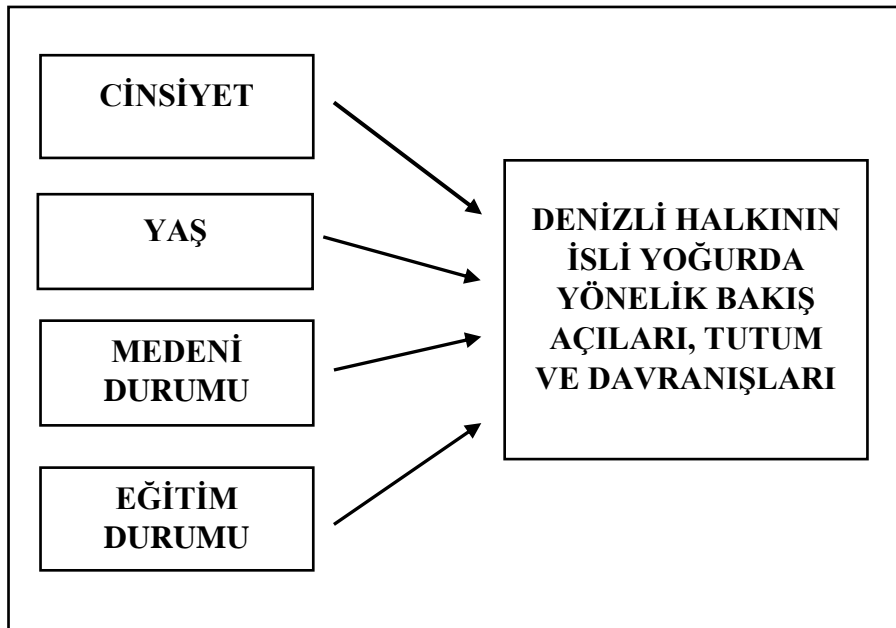 CİNSİYET
YAŞ
MEDENİ
DURUMU
EĞİTİM
DURUMU
DENİZLİ HALKININ
İSLİ YOĞURDA
YÖNELİK BAKIŞ
AÇILARI, TUTUM
VE DAVRANIŞLARI